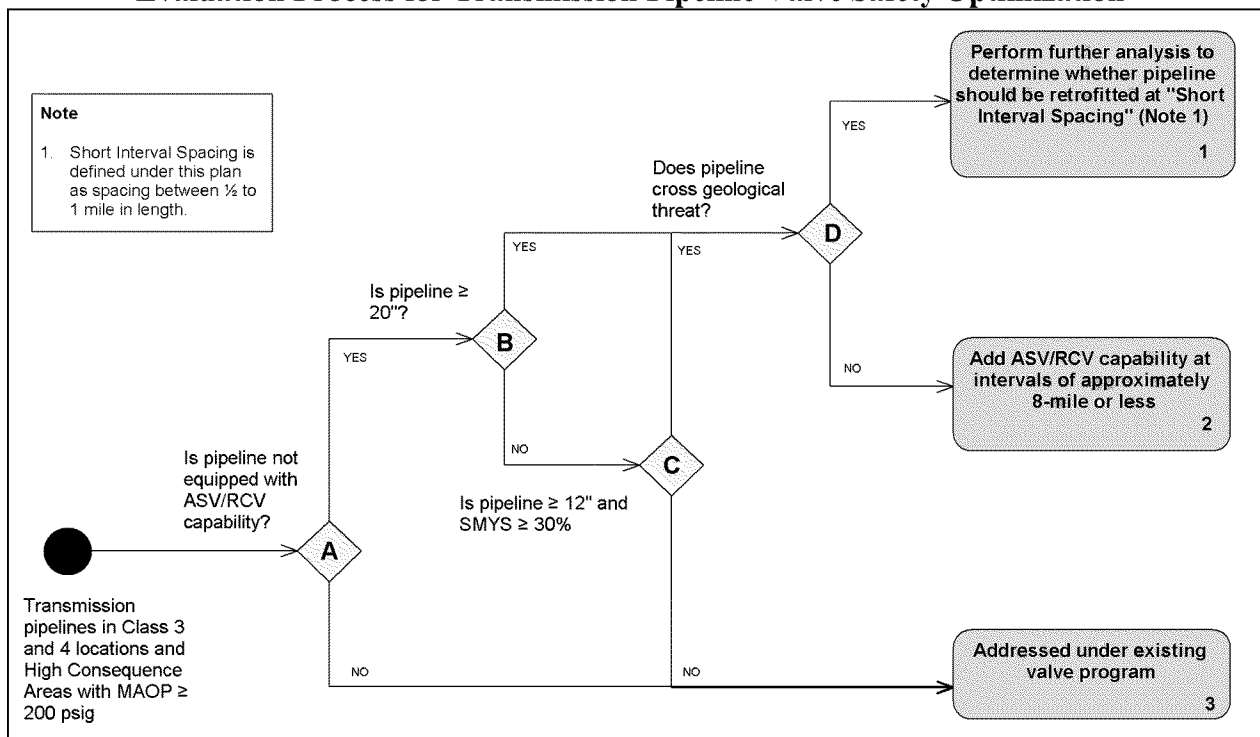 Evaluation Process for Transmission Pipeline Valve Safety Optimization
Note
1. Short Interval Spacing is
defined under this plan
as spacing between ½ to
1 mile in length.
Perform further analysis to
determine whether pipeline
should be retrofitted at "Short
Interval Spacing" (Note 1)
1
YES
Does pipeline
cross geological
threat?
D
YES
YES
Is pipeline ≥
20"?
B
YES
NO
Add ASV/RCV capability at
intervals of approximately
8-mile or less
2
NO
C
Is pipeline not
equipped with
ASV/RCV
capability?
Is pipeline ≥ 12" and
SMYS ≥ 30%
A
Transmission
pipelines in Class 3
and 4 locations and
High Consequence
Areas with MAOP ≥
200 psig
NO
NO
Addressed under existing
valve program
3